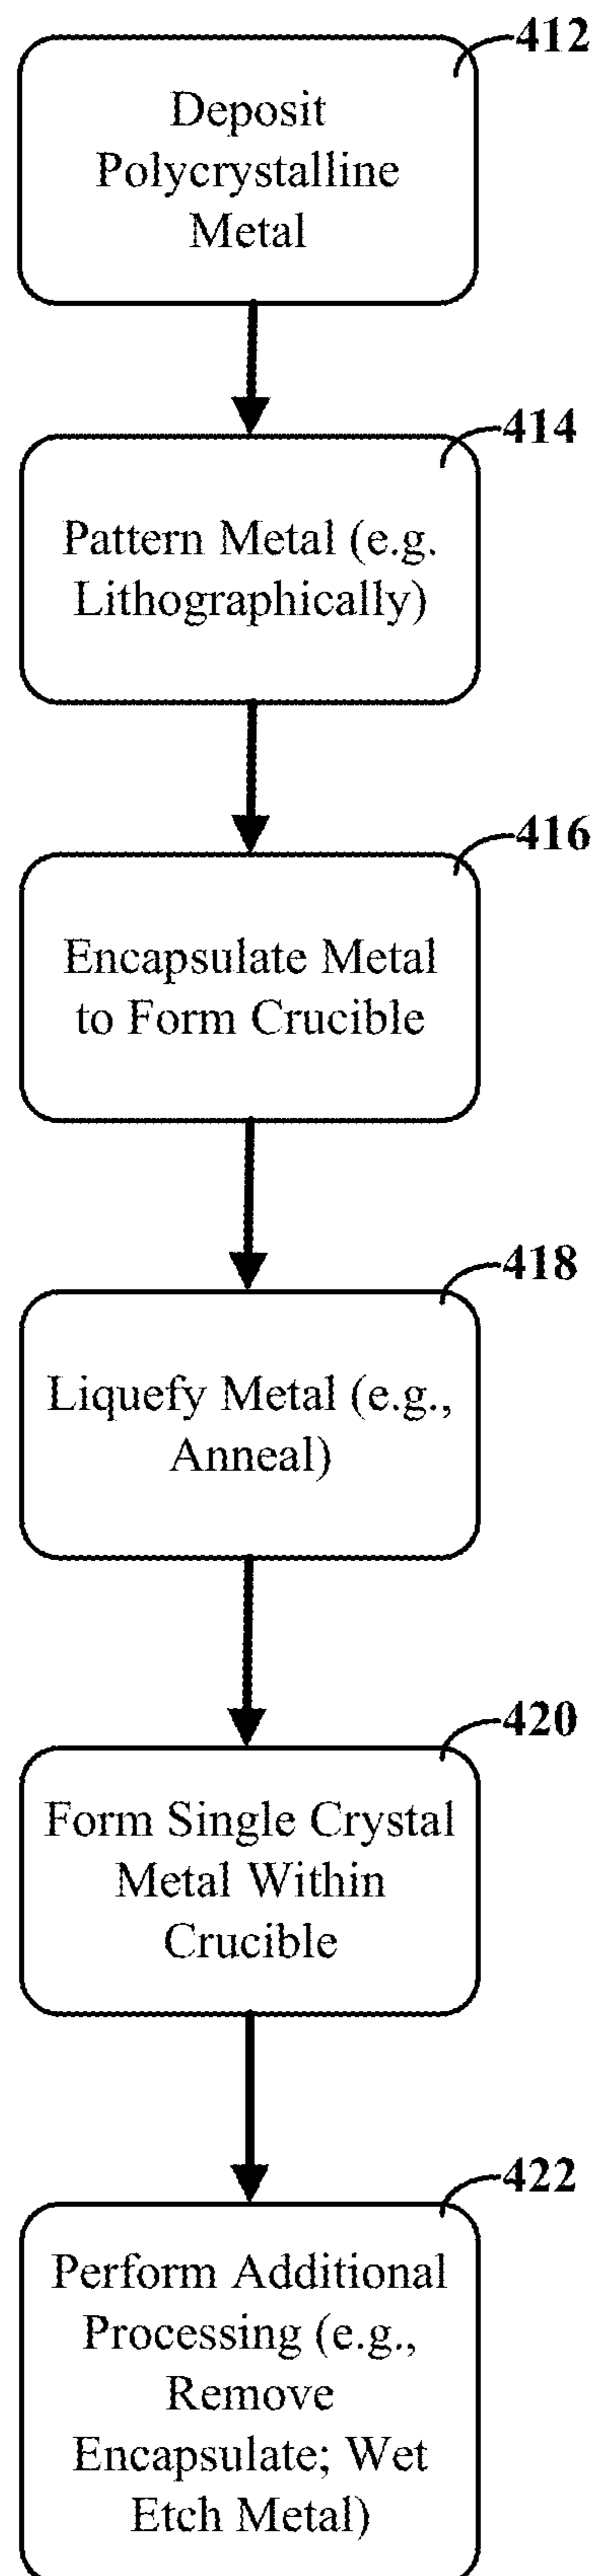 412
Deposit
Polycrystalline
Metal
414
Pattern Metal (e.g.
Lithographically)
416
Encapsulate Metal
to Form Crucible
418
Liquefy Metal (e.g.,
Anneal)
420
Form Single Crystal
Metal Within
Crucible
422
Perform Additional
Processing (e.g.,
Remove
Encapsulate; Wet
Etch Metal)